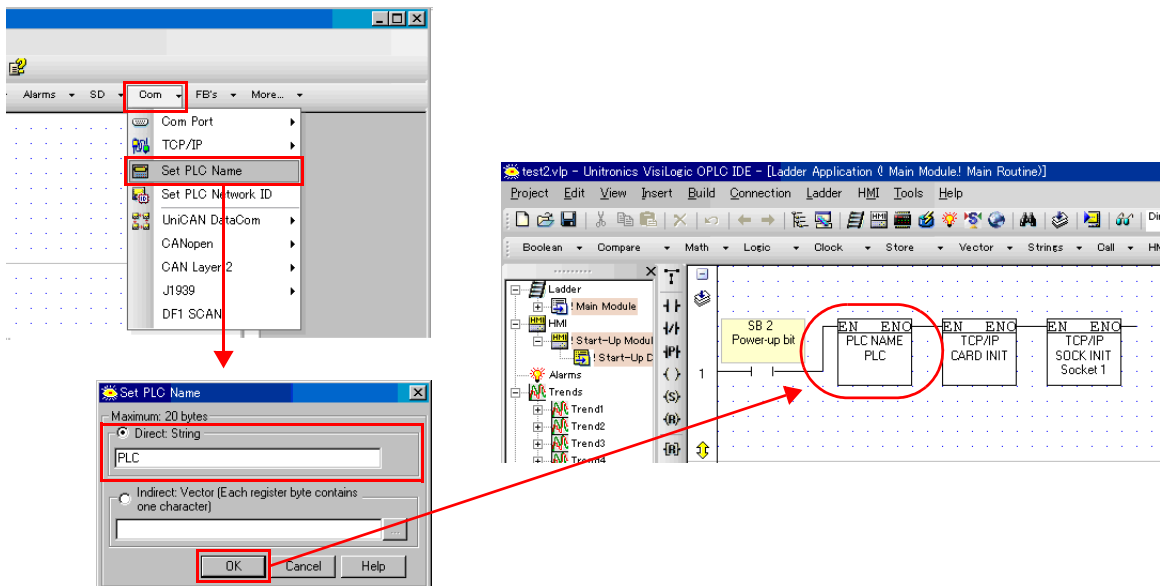 Alarms SD Com FB's More...
Com Port
TCP/IP
Set PLC Name
Set PLC Network ID
UniCAN DataCom
CANopen
CAN Layer 2
J1939
DF1 SCAN
Set PLC Name
Maximum: 20 bytes
Direct: String
PLC
Indirect: Vector (Each register byte contains
one character)
...
OK Cancel Help
test2.vlp - Unitronics VisiLogic OPLC IDE - [Ladder Application (! Main Module.! Main Routine)]
Project Edit View Insert Build Connection Ladder HMI Tools Help
Boolean Compare Math Logic Clock Store Vector Strings Call
Ladder
! Main Module
HMI
! Start-Up Modul
! Start-Up D
Alarms
Trends
Trend1
Trend2
Trend3
Trend4
1
SB 2
Power-up bit
EN ENO
PLC NAME
PLC
EN ENO
TCP/IP
CARD INIT
EN ENO
TCP/IP
SOCK INIT
Socket 1